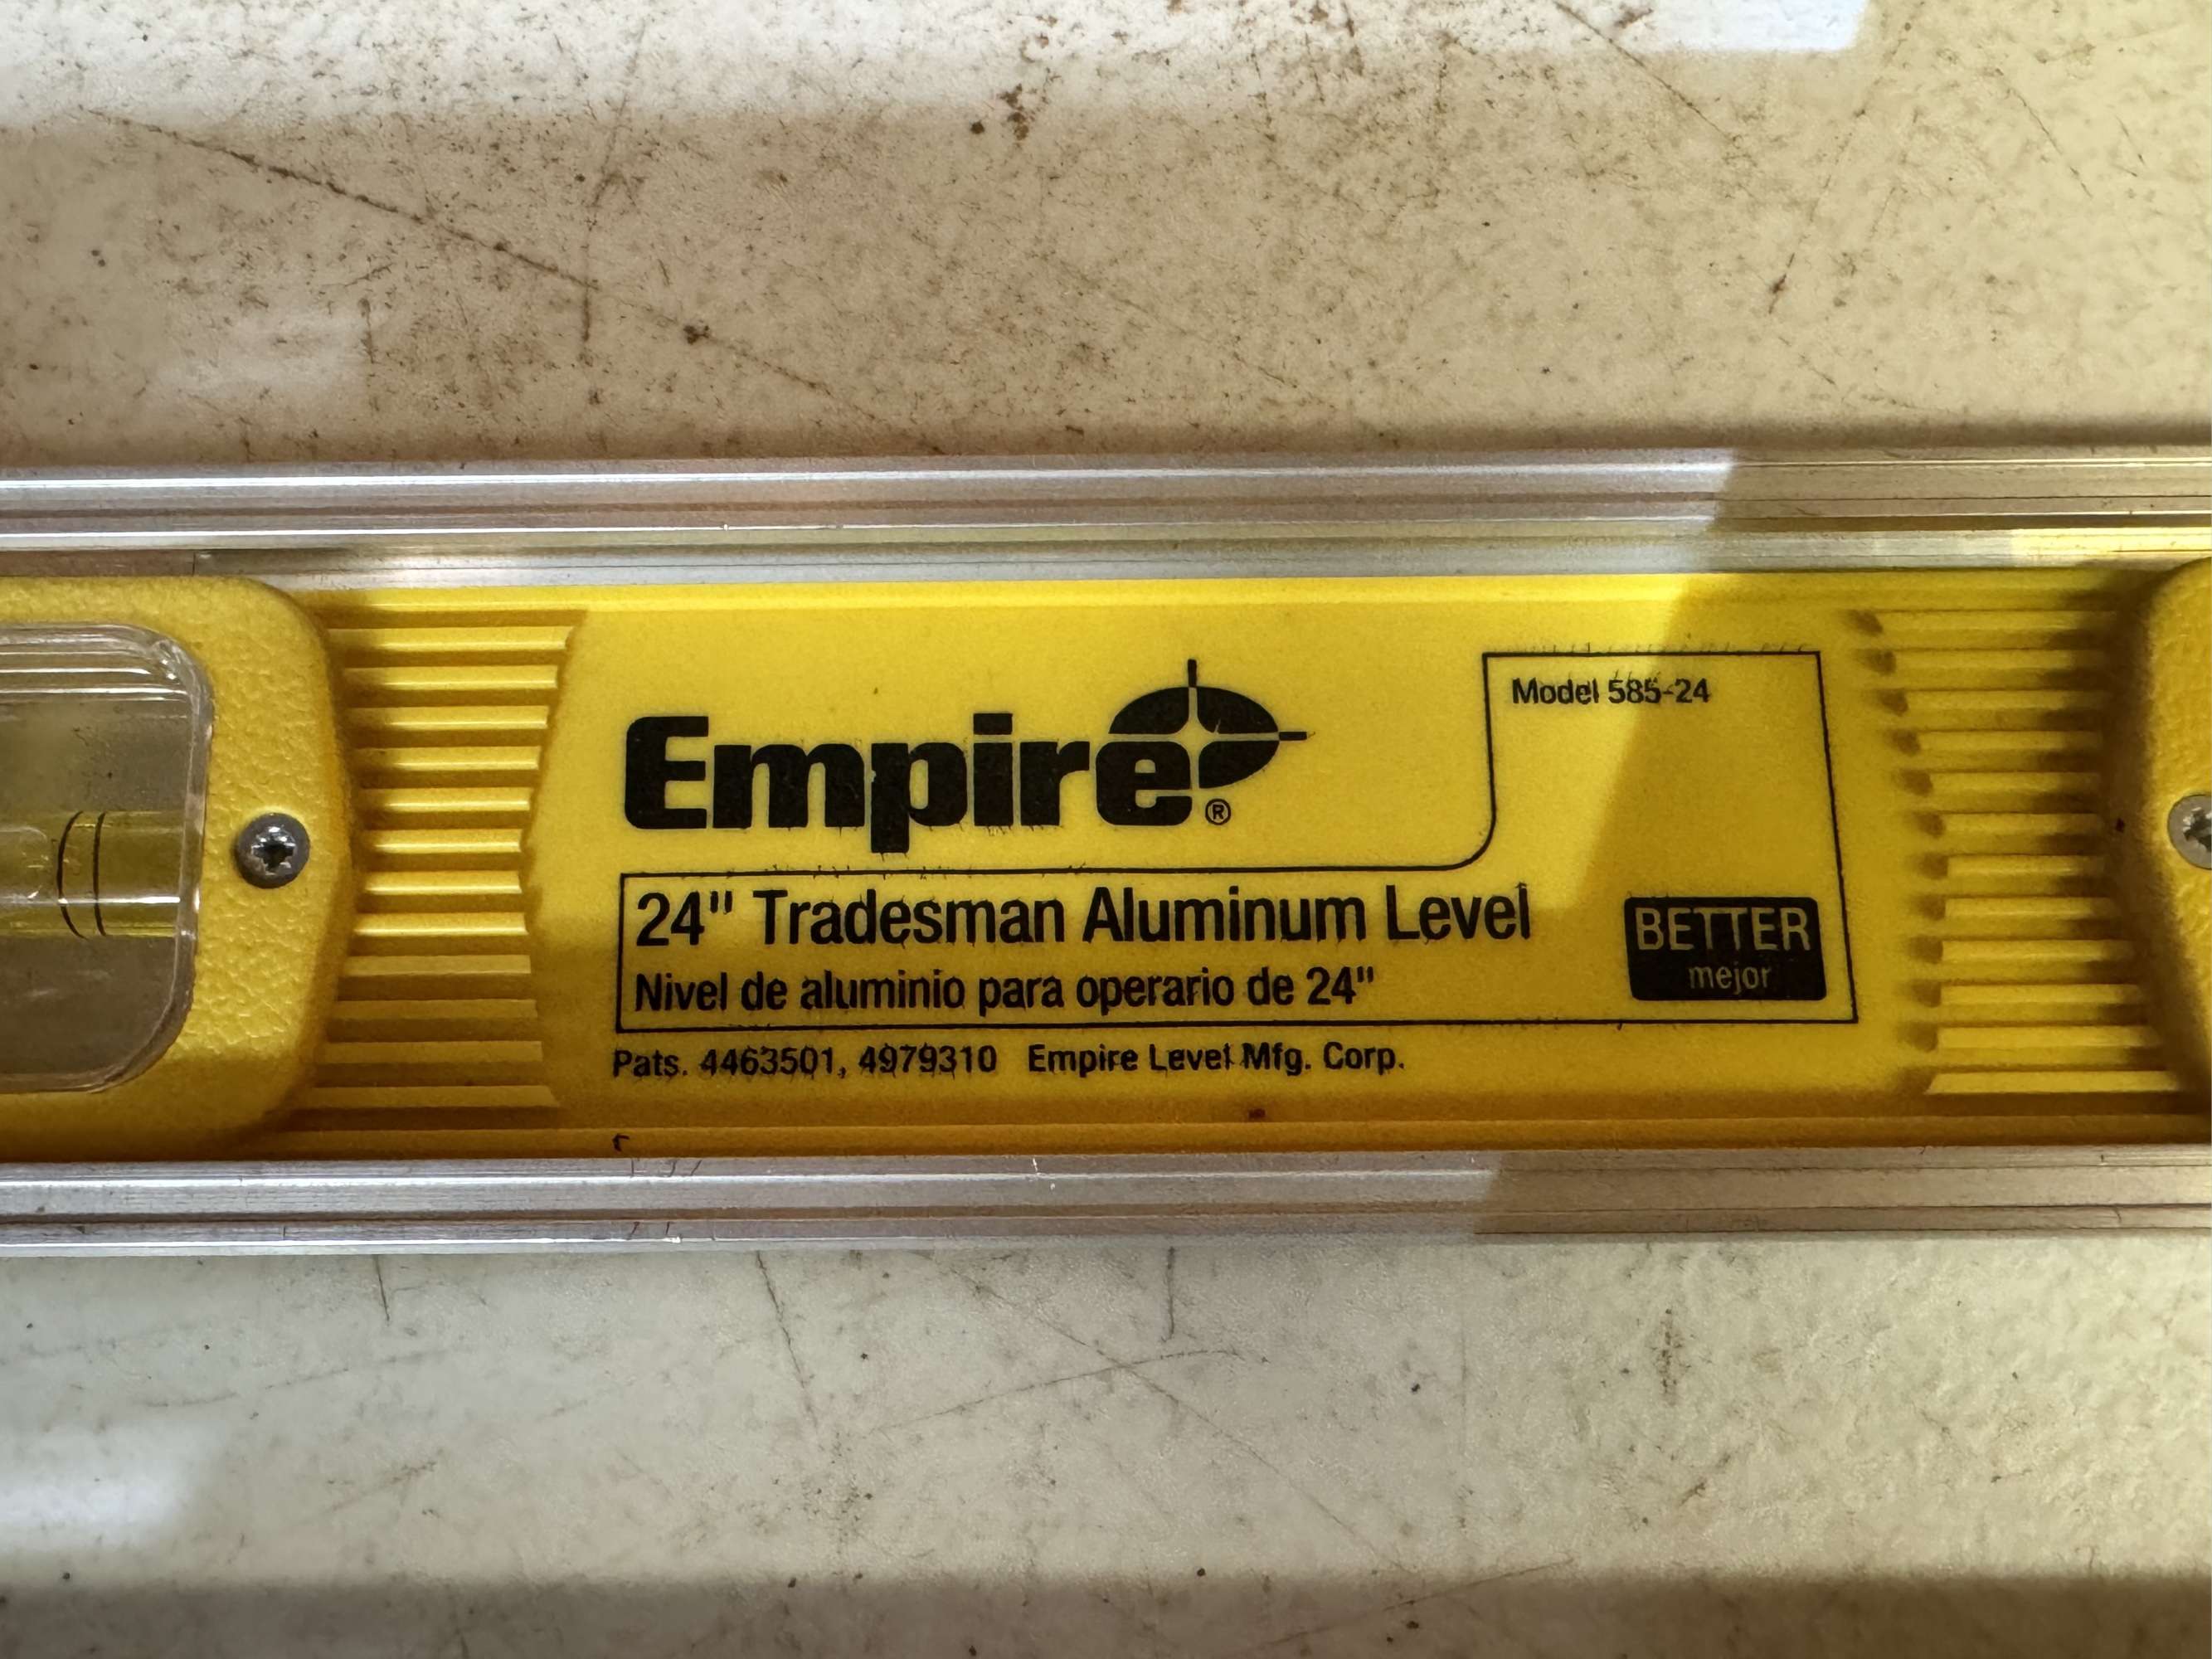 Empire®
Model 585-24
24" Tradesman Aluminum Level
Nivel de aluminio para operario de 24"
BETTER
mejor
Pats. 4463501, 4979310 Empire Level Mfg. Corp.